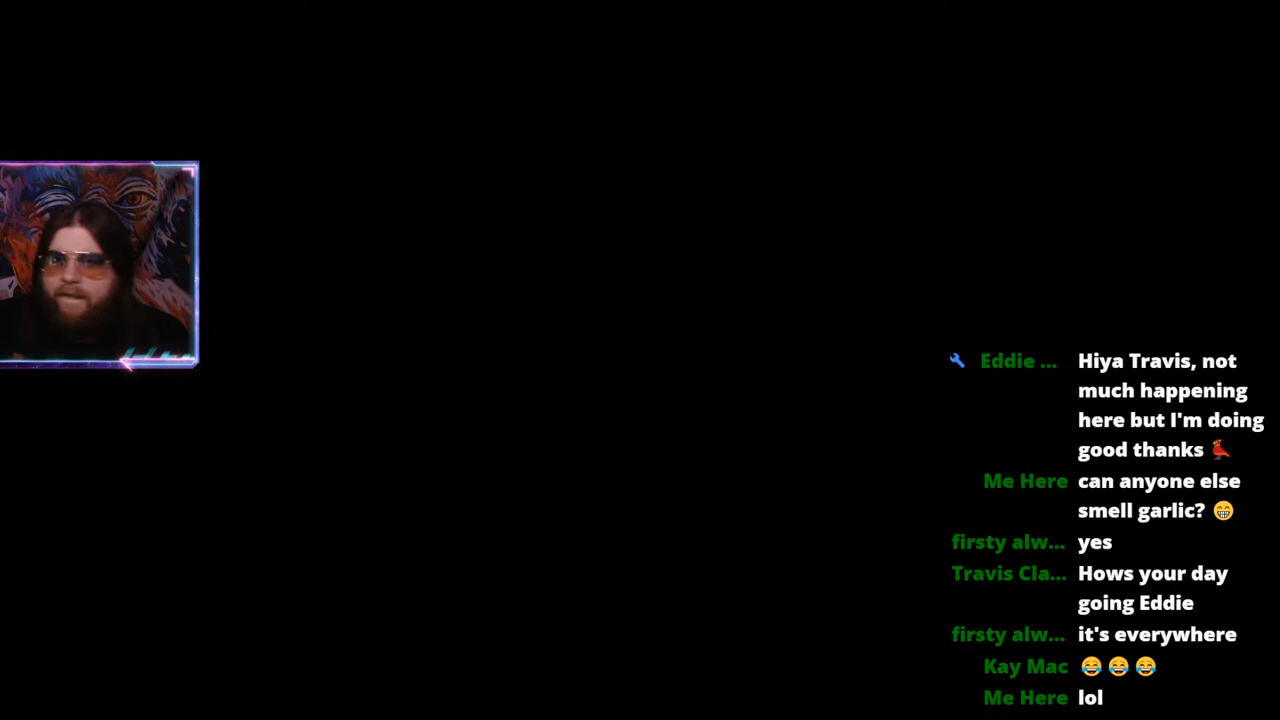 Eddie ... Hiya Travis, not
much happening
here but I'm doing
good thanks 🐦
Me Here can anyone else
smell garlic? 😁
firsty alw... yes
Travis Cla... Hows your day
going Eddie
firsty alw... it's everywhere
Kay Mac 😂😂😂
Me Here lol